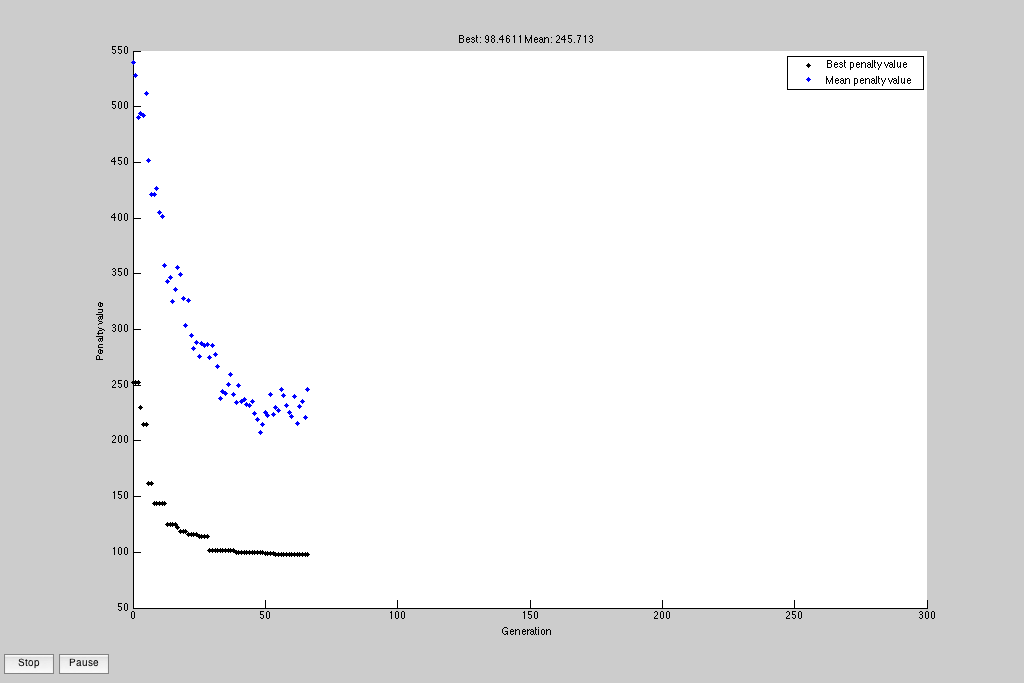 Best: 98.4611Mean: 245.713
Best penalty value
Mean penalty value
550
500
450
400
350
300
250
200
150
100
50
Penalty value
0 50 100 150 200 250 300
Generation
Stop Pause